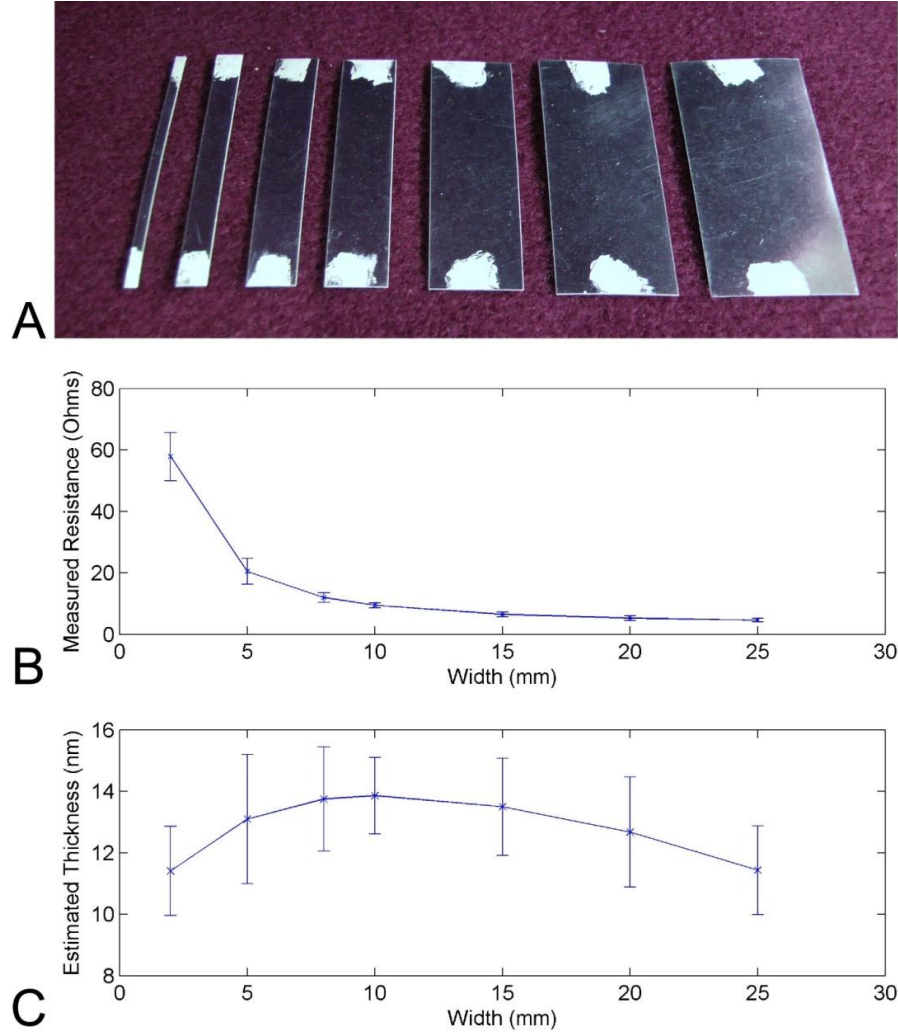 A
B
Measured Resistance (Ohms)
80
60
40
20
0
0 5 10 15 20 25 30
Width (mm)
C
Estimated Thickness (nm)
16
14
12
10
8
0 5 10 15 20 25 30
Width (mm)